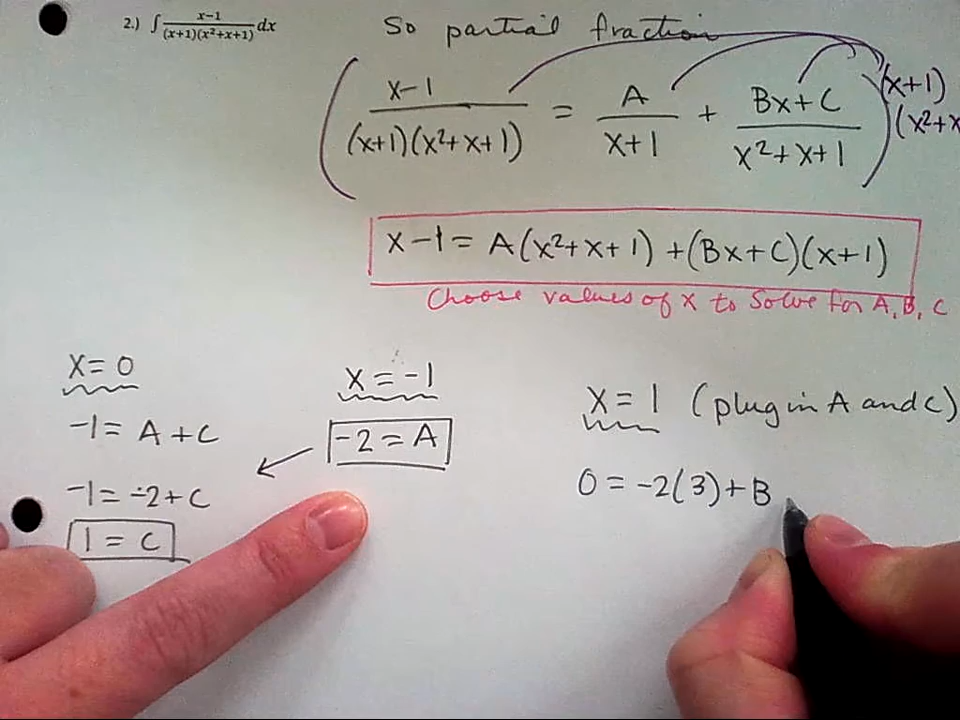 2.) ∫ x-1/(x+1)(x²+x+1) dx
So partial fraction
( x-1/(x+1)(x²+x+1) = A/x+1 + Bx+C/x²+x+1 ) (x+1)
(x²+x
x-1 = A(x²+x+1) + (Bx+C)(x+1)
Choose values of x to solve for A, B, C
x = 0
-1 = A + C
-1 = -2 + C
1 = C
x = -1
-2 = A
x = 1 (plug in A and C)
0 = -2(3) + B